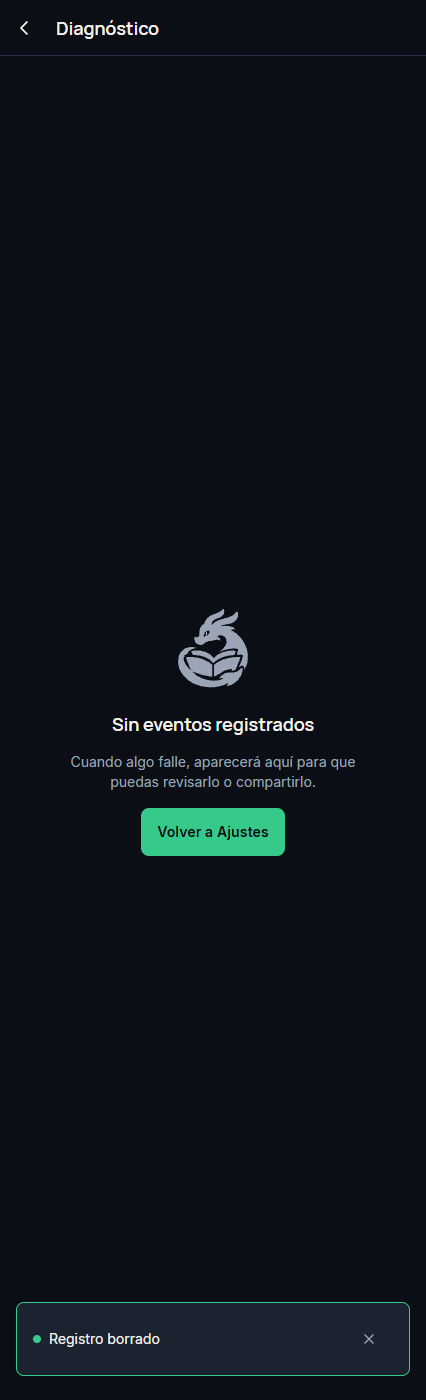 Diagnóstico
Sin eventos registrados
Cuando algo falle, aparecerá aquí para que
puedas revisarlo o compartirlo.
Volver a Ajustes
Registro borrado